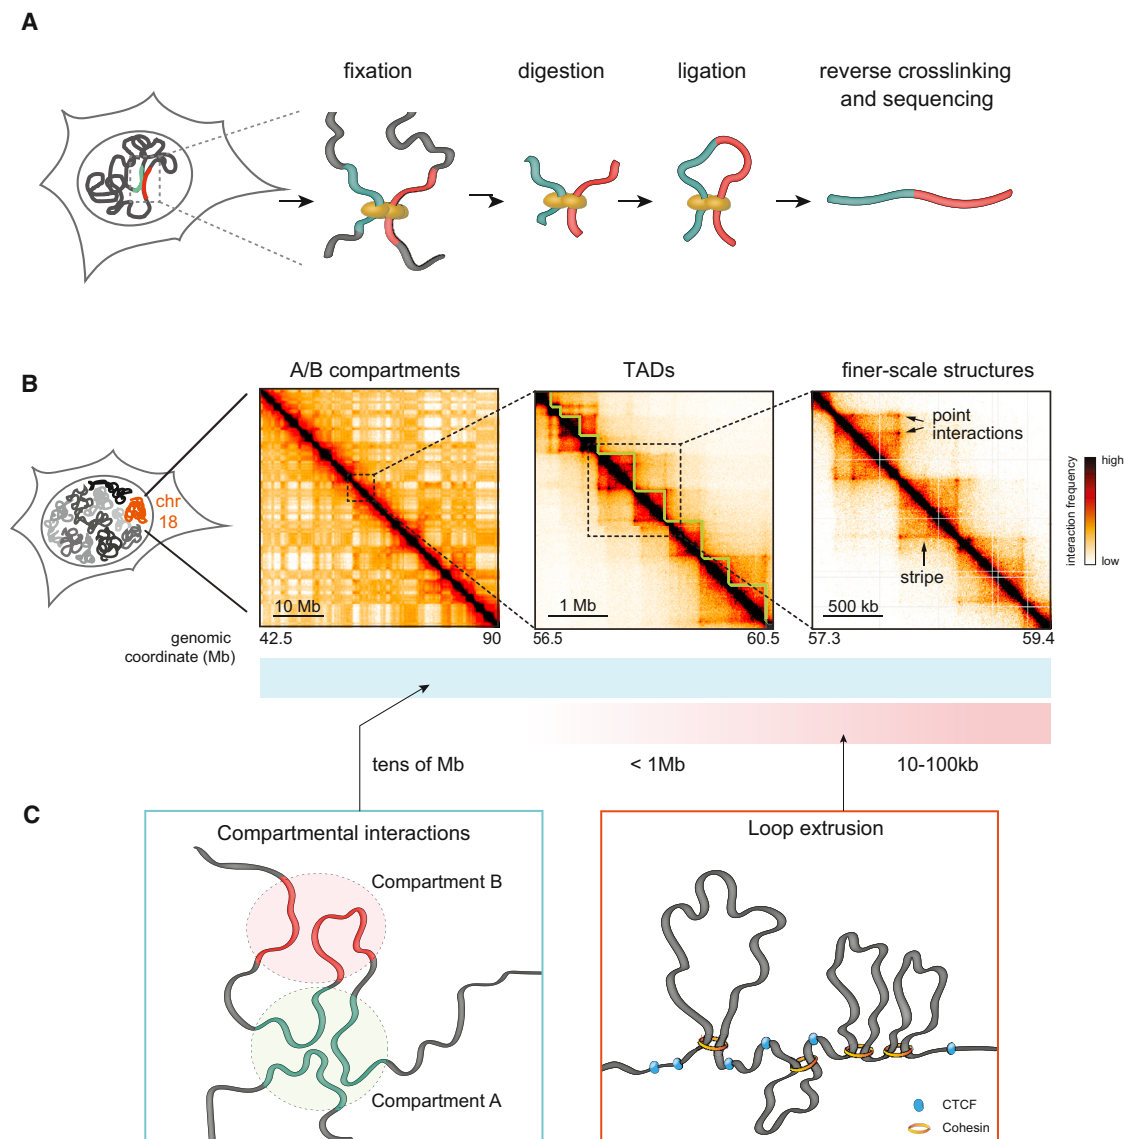 A
fixation
digestion
ligation
reverse crosslinking
and sequencing
B
A/B compartments
TADs
finer-scale structures
chr
18
point
interactions
stripe
10 Mb
1 Mb
500 kb
interaction frequency
high
low
genomic
coordinate (Mb)
42.5
90
56.5
60.5
57.3
59.4
tens of Mb
< 1Mb
10-100kb
C
Compartmental interactions
Compartment B
Compartment A
Loop extrusion
CTCF
Cohesin